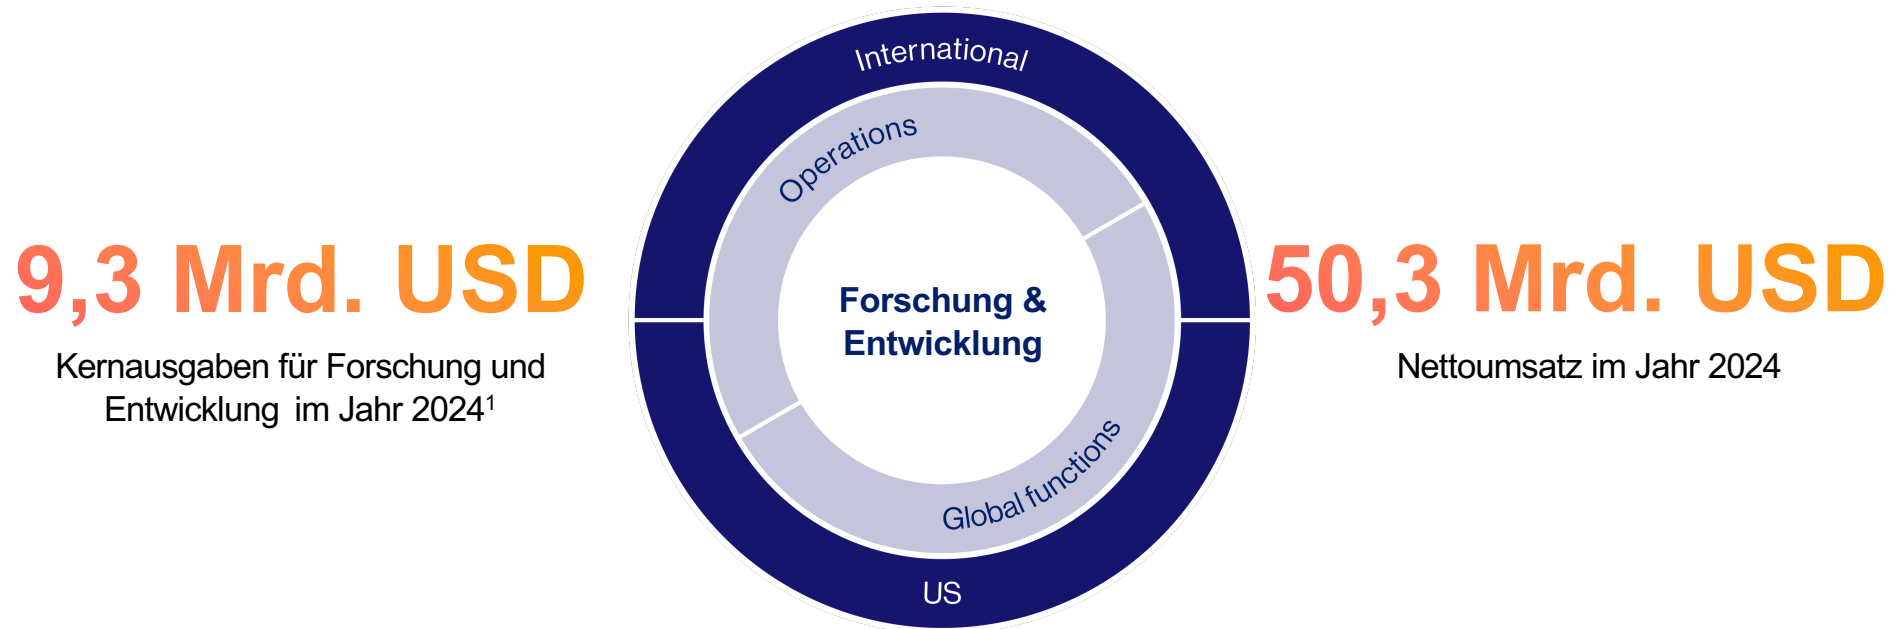 International
Operations
9,3 Mrd. USD
Kernausgaben für Forschung und
Entwicklung im Jahr 2024¹
Forschung &
Entwicklung
50,3 Mrd. USD
Nettoumsatz im Jahr 2024
Global functions
US